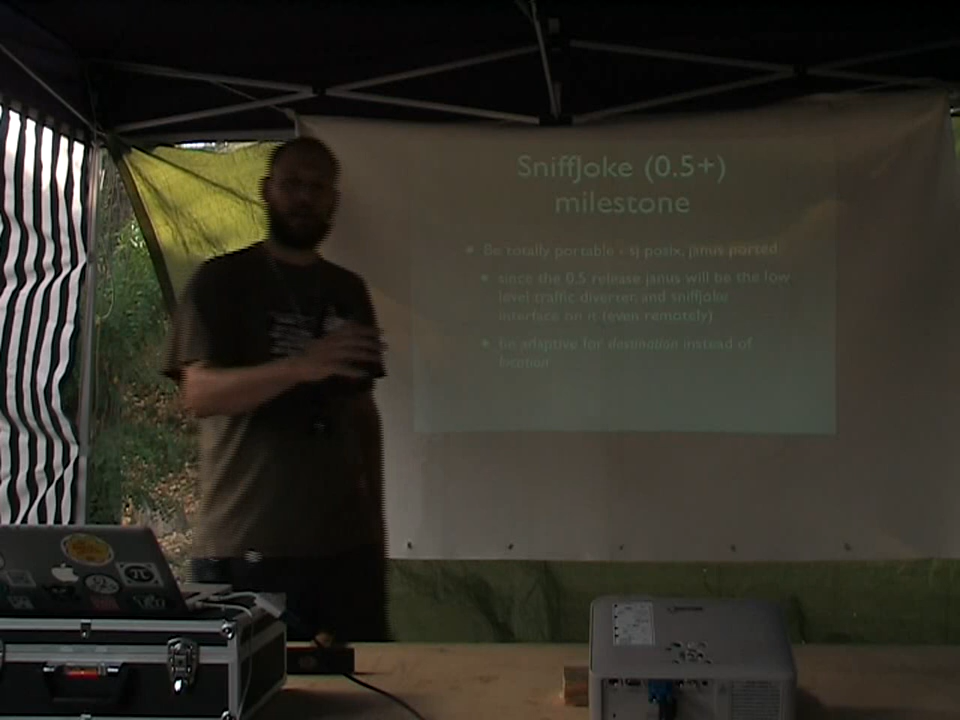 SniffJoke (0.5+)
milestone
Be totally portable - sj posix, janus ported
since the 0.5 release janus will be the low
level traffic diverter, and sniffjoke
interface on it (even remotely)
be adaptive for destination instead of
location